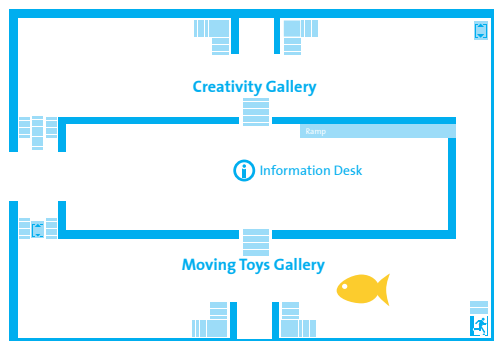 Creativity Gallery
Ramp
Information Desk
Moving Toys Gallery